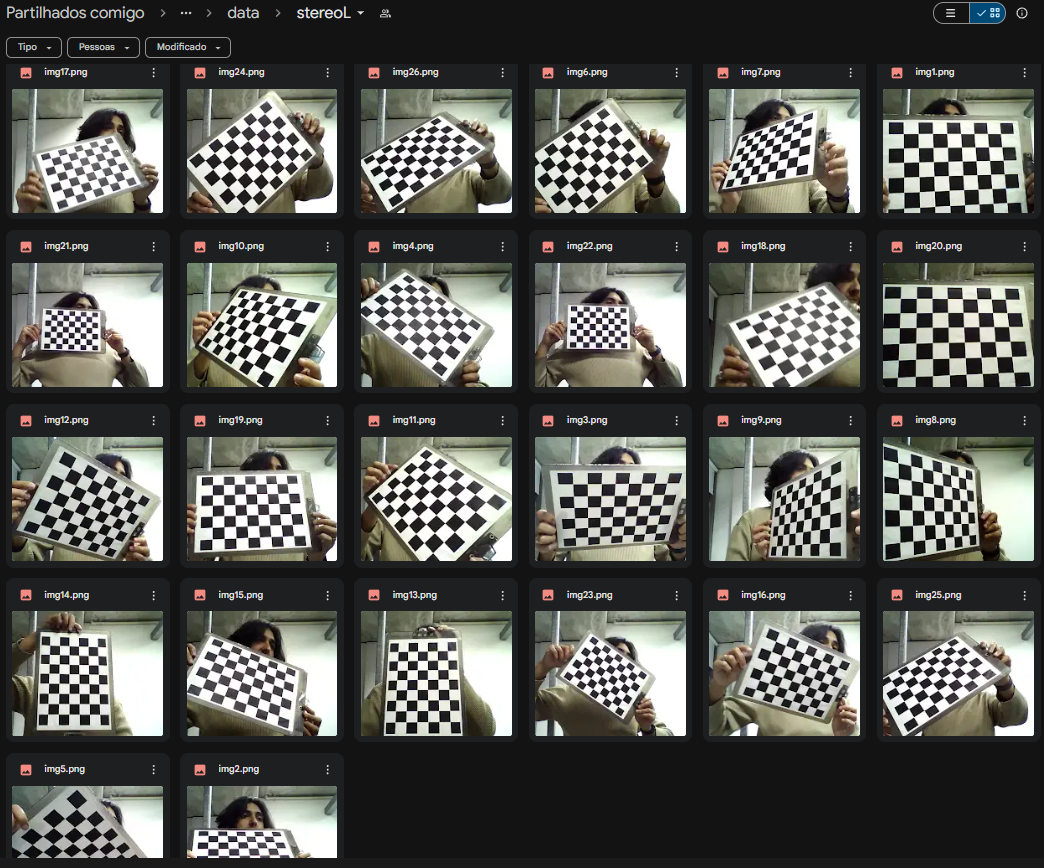 Partilhados comigo > ... > data > stereoL
Tipo Pessoas Modificado
img17.png img24.png img26.png img6.png img7.png img1.png
img21.png img10.png img4.png img22.png img18.png img20.png
img12.png img19.png img11.png img3.png img9.png img8.png
img14.png img15.png img13.png img23.png img16.png img25.png
img5.png img2.png